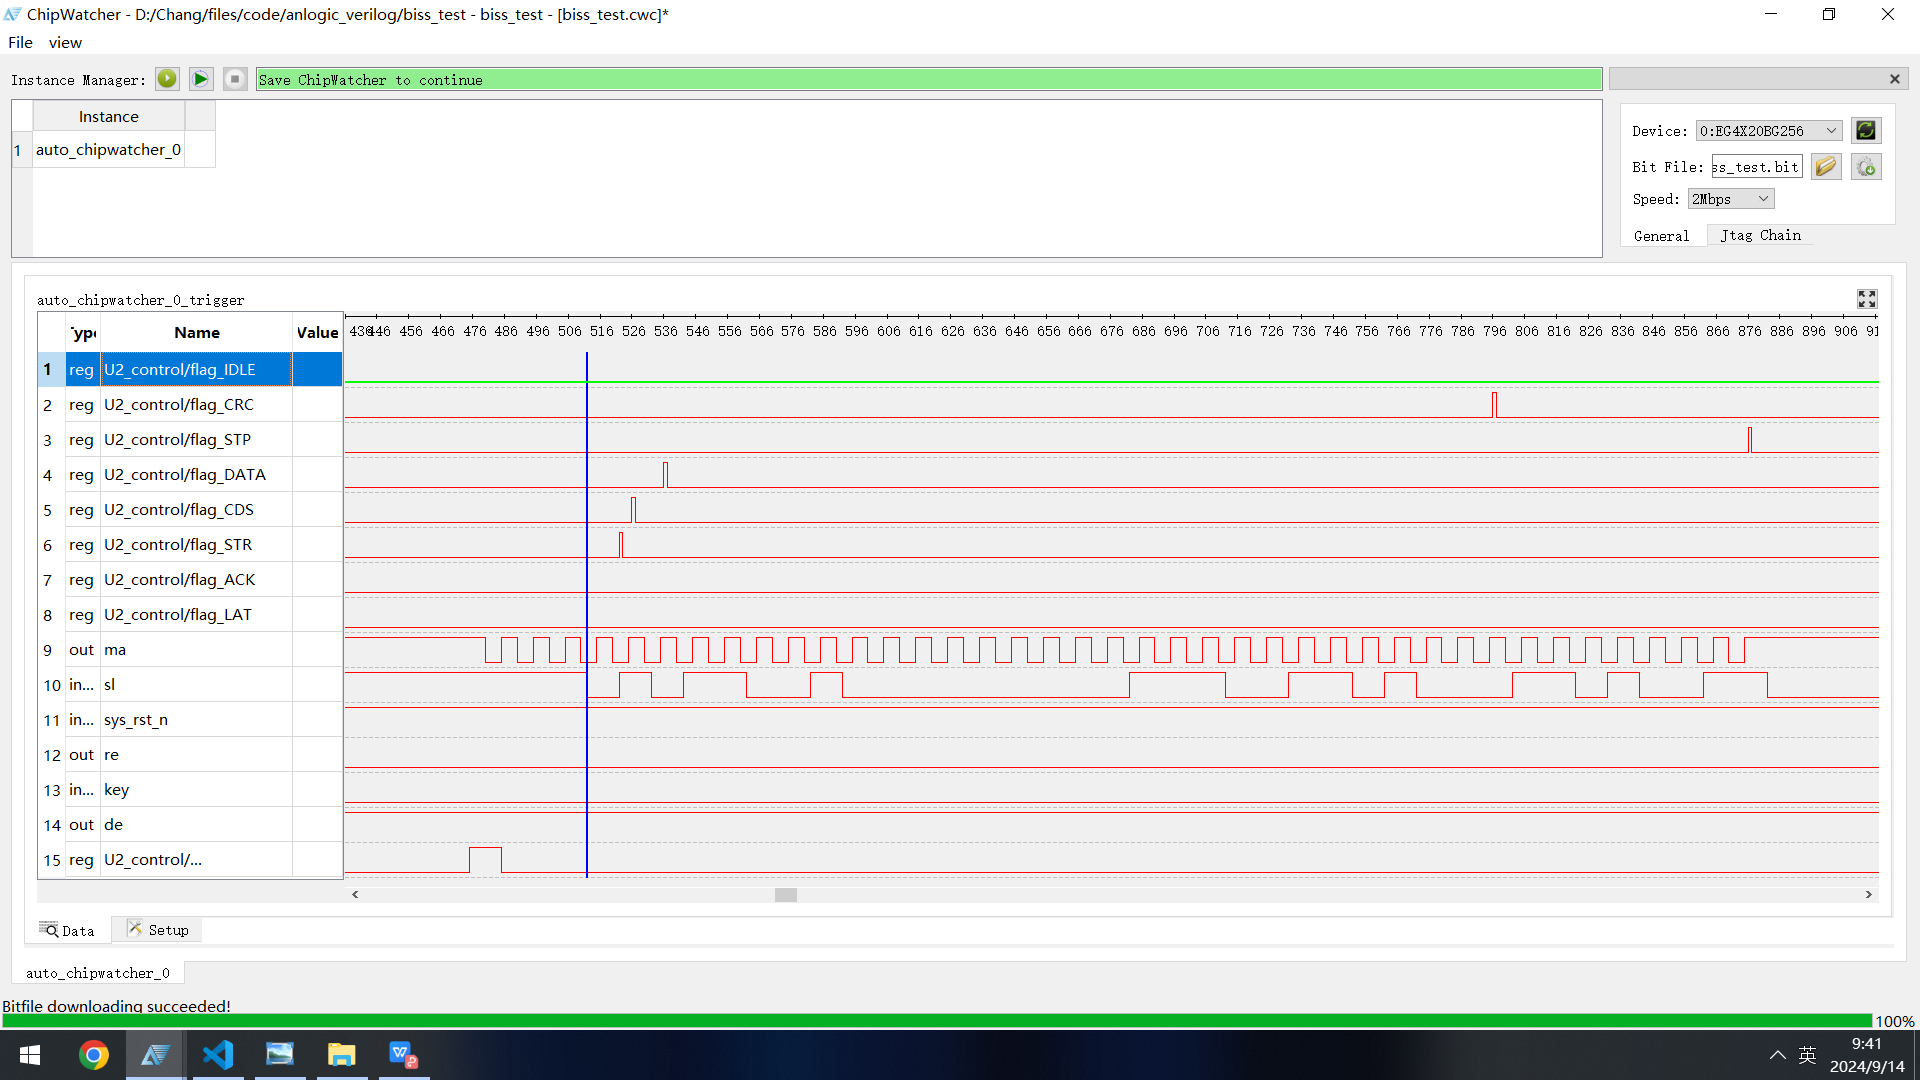 ChipWatcher - D:/Chang/files/code/anlogic_verilog/biss_test - biss_test - [biss_test.cwc]*
File view
Instance Manager: Save ChipWatcher to continue
Instance
1 auto_chipwatcher_0
Device: 0:EG4X20BG256
Bit File: ss_test.bit
Speed: 2Mbps
General Jtag Chain
auto_chipwatcher_0_trigger
Name Value
446 456 466 476 486 496 506 516 526 536 546 556 566 576 586 596 606 616 626 636 646 656 666 676 686 696 706 716 726 736 746 756 766 776 786 796 806 816 826 836 846 856 866 876 886 896 906
1 reg U2_control/flag_IDLE
2 reg U2_control/flag_CRC
3 reg U2_control/flag_STP
4 reg U2_control/flag_DATA
5 reg U2_control/flag_CDS
6 reg U2_control/flag_STR
7 reg U2_control/flag_ACK
8 reg U2_control/flag_LAT
9 out ma
10 in... sl
11 in... sys_rst_n
12 out re
13 in... key
14 out de
15 reg U2_control/...
Data Setup
auto_chipwatcher_0
Bitfile downloading succeeded!
100%
英
9:41
2024/9/14